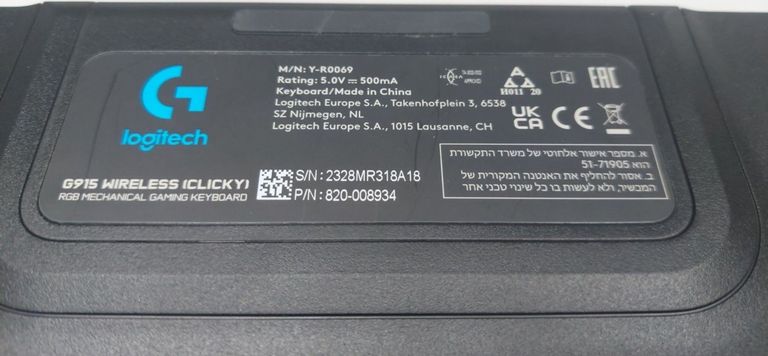 logitech
G915 WIRELESS (CLICKY)
RGB MECHANICAL GAMING KEYBOARD
M/N: Y-R0069
Rating: 5.0V ⎓ 500mA
Keyboard/Made in China
Logitech Europe S.A., Takenhofplein 3, 6538
SZ Nijmegen, NL
Logitech Europe S.A., 1015 Lausanne, CH
S/N: 2328MR318A18
P/N: 820-008934
ICASA
APPROVED
H011 20
EAC
UK
CA
CE
א. מספר אישור אלחוטי של משרד התקשורת
הוא 51-71905
ב. אסור להחליף את האנטנה המקורית של
המכשיר, ולא לעשות בו כל שינוי טכני אחר